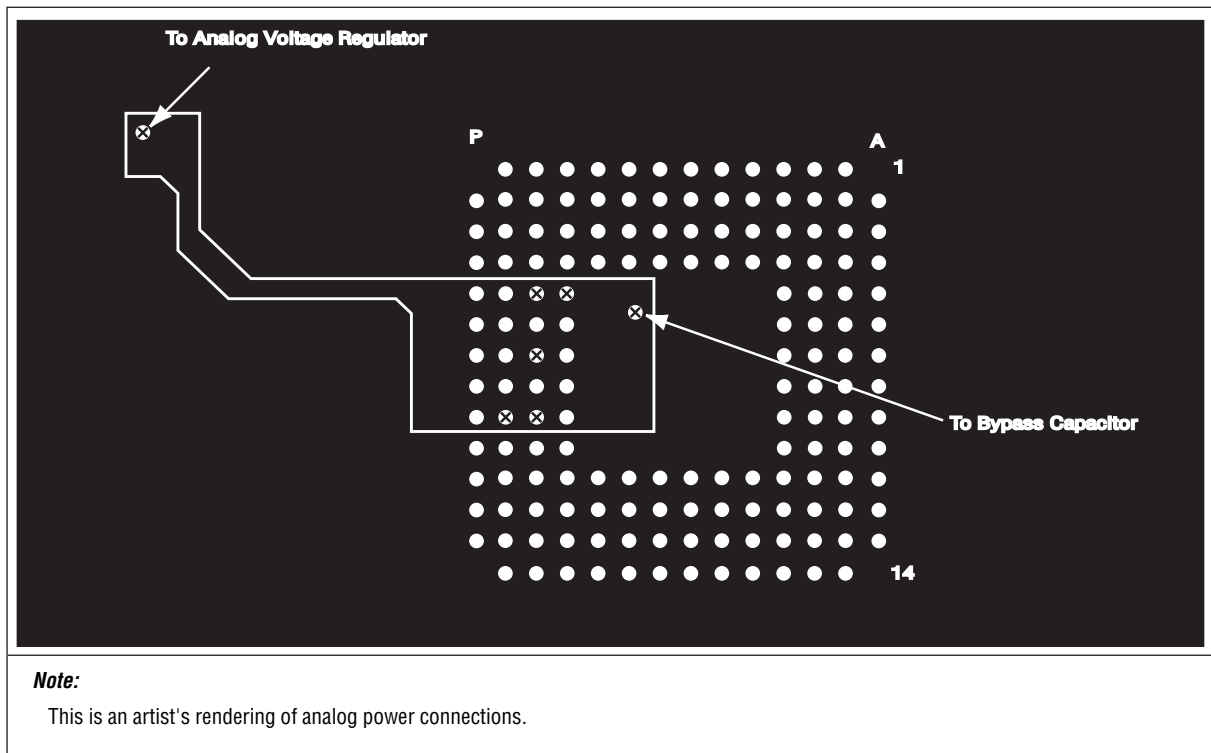 To Analog Voltage Regulator
P
A
1
To Bypass Capacitor
14
Note:
This is an artist's rendering of analog power connections.